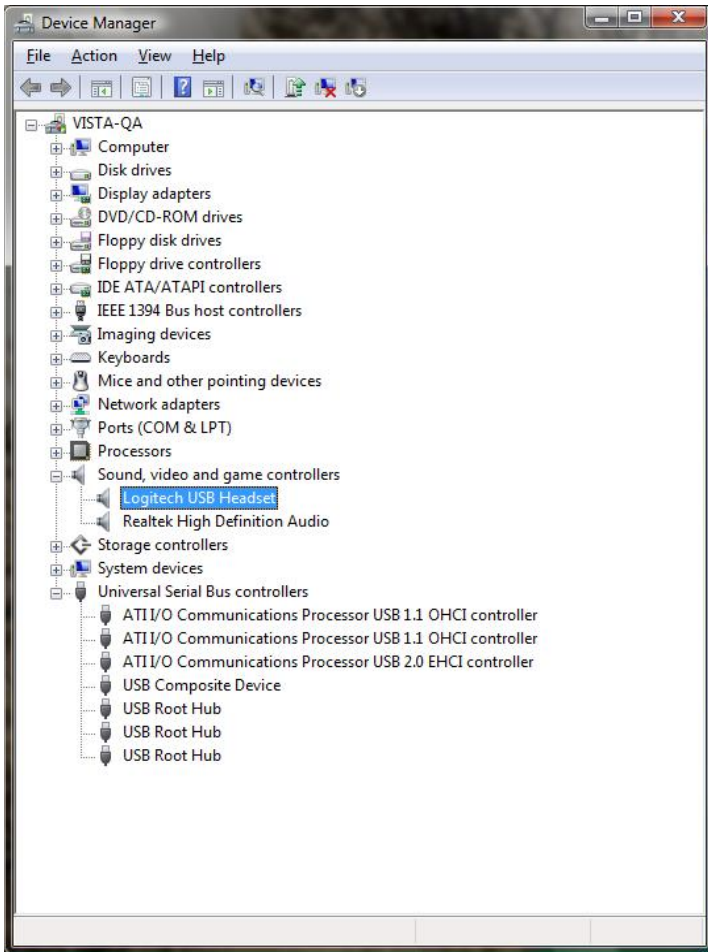 Device Manager
File Action View Help
VISTA-QA
Computer
Disk drives
Display adapters
DVD/CD-ROM drives
Floppy disk drives
Floppy drive controllers
IDE ATA/ATAPI controllers
IEEE 1394 Bus host controllers
Imaging devices
Keyboards
Mice and other pointing devices
Network adapters
Ports (COM & LPT)
Processors
Sound, video and game controllers
Logitech USB Headset
Realtek High Definition Audio
Storage controllers
System devices
Universal Serial Bus controllers
ATI I/O Communications Processor USB 1.1 OHCI controller
ATI I/O Communications Processor USB 1.1 OHCI controller
ATI I/O Communications Processor USB 2.0 EHCI controller
USB Composite Device
USB Root Hub
USB Root Hub
USB Root Hub